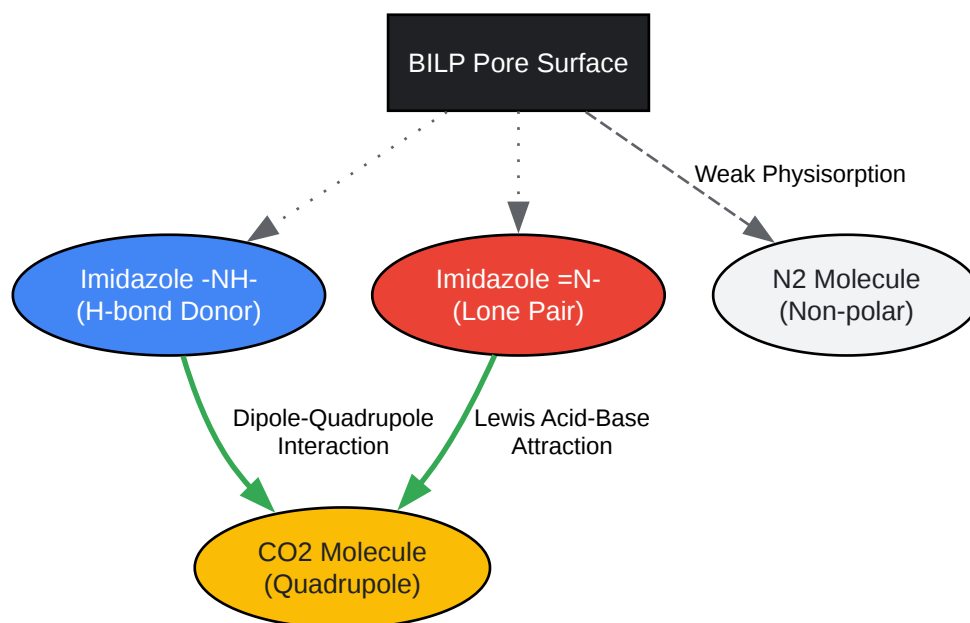 BILP Pore Surface
Weak Physisorption
Imidazole -NH-
(H-bond Donor)
Imidazole =N-
(Lone Pair)
N2 Molecule
(Non-polar)
Dipole-Quadrupole
Interaction
Lewis Acid-Base
Attraction
CO2 Molecule
(Quadrupole)